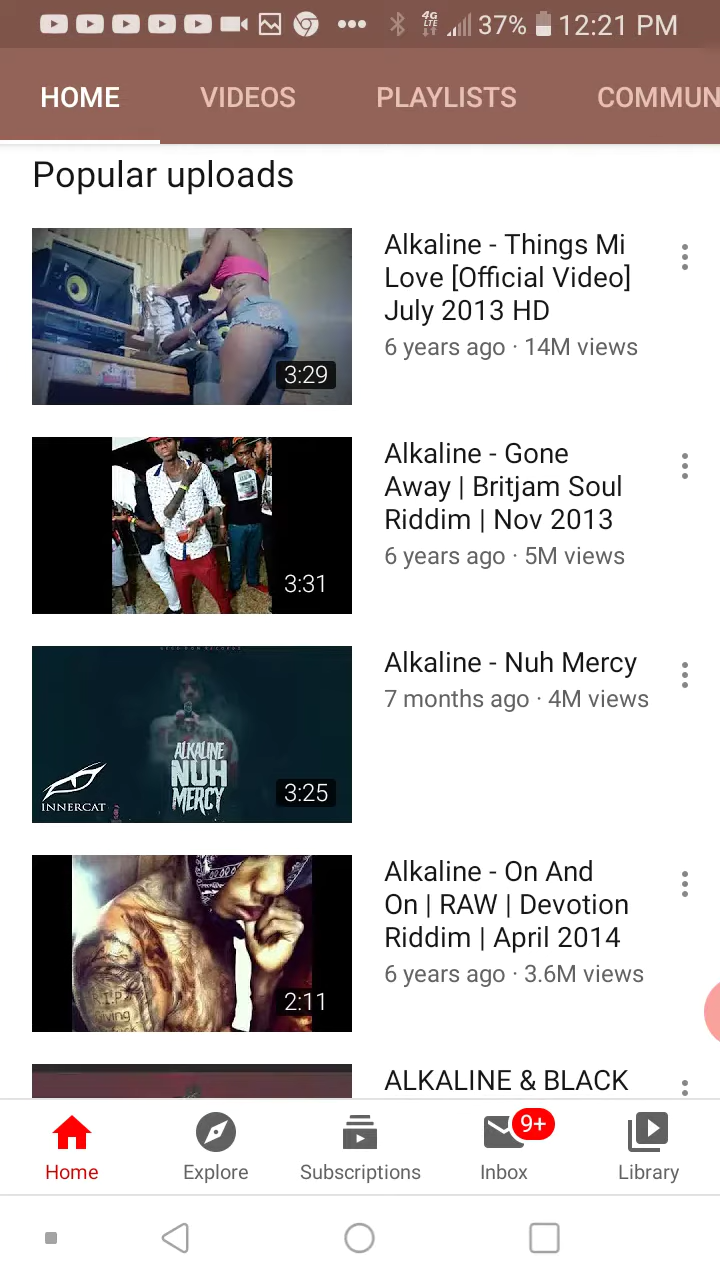 4G LTE 37% 12:21 PM
HOME VIDEOS PLAYLISTS COMMUN
Popular uploads
Alkaline - Things Mi
Love [Official Video]
July 2013 HD
6 years ago · 14M views
3:29
Alkaline - Gone
Away | Britjam Soul
Riddim | Nov 2013
6 years ago · 5M views
3:31
Alkaline - Nuh Mercy
7 months ago · 4M views
ALKALINE
NUH
MERCY
INNERCAT
3:25
Alkaline - On And
On | RAW | Devotion
Riddim | April 2014
6 years ago · 3.6M views
R.I.P
2:11
ALKALINE & BLACK
9+
Home Explore Subscriptions Inbox Library